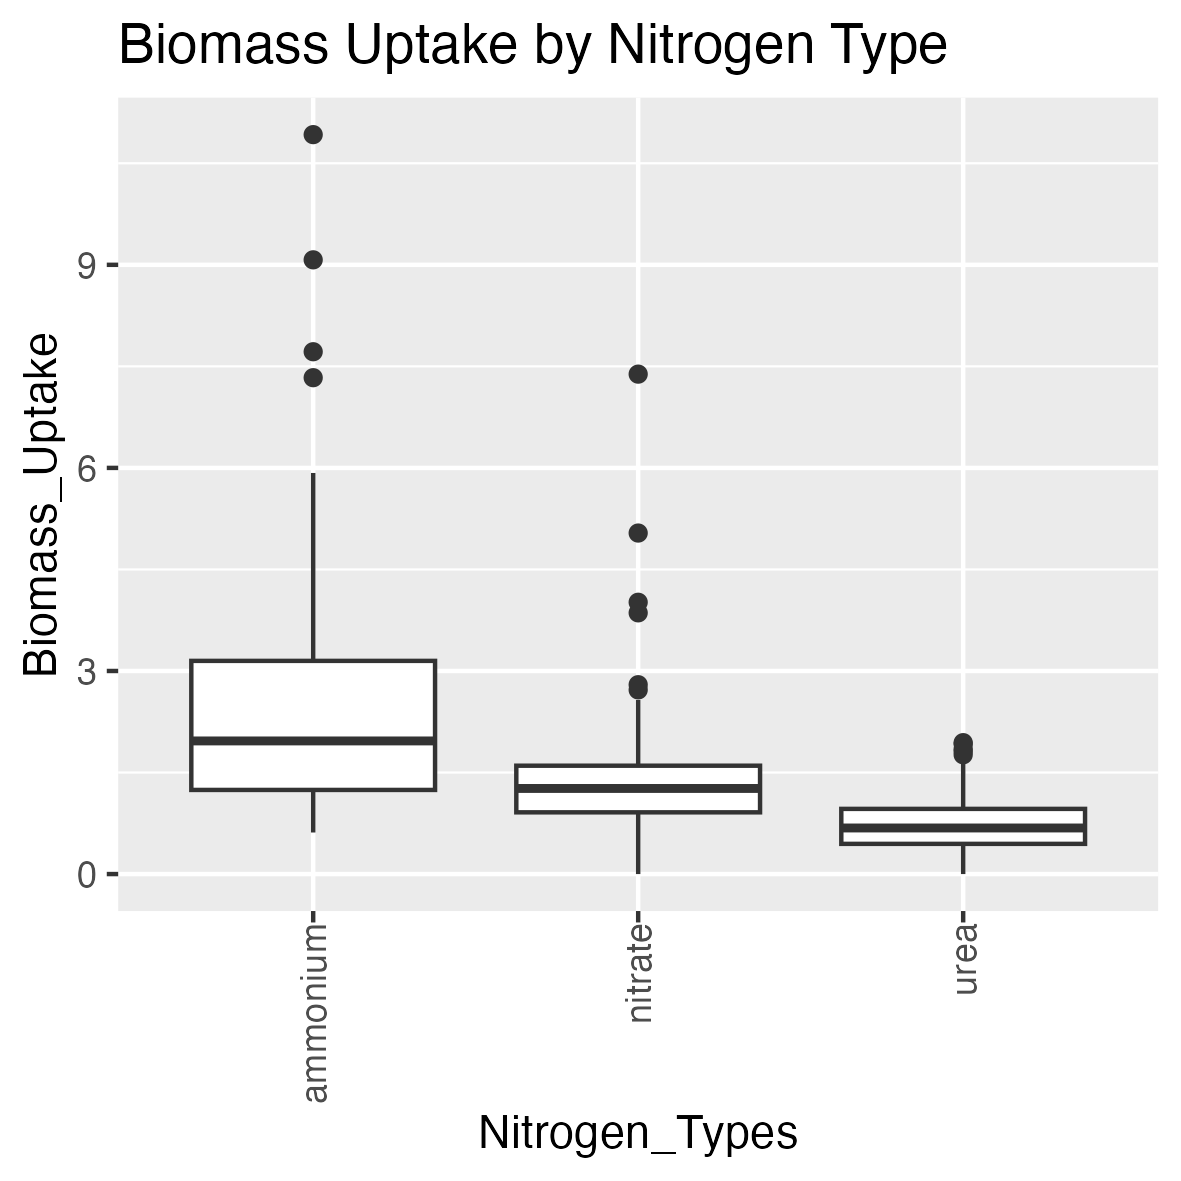 Biomass Uptake by Nitrogen Type
Biomass_Uptake
9
6
3
0
ammonium
nitrate
urea
Nitrogen_Types